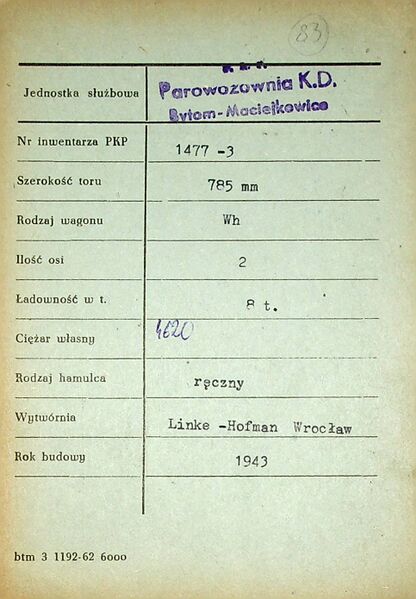 83
P. K. P.
Jednostka służbowa Parowozownia K.D.
Bytom-Maciejkowice
Nr inwentarza PKP 1477 -3
Szerokość toru 785 mm
Rodzaj wagonu Wh
Ilość osi 2
Ładowność w t. 8 t.
Ciężar własny 4620
Rodzaj hamulca ręczny
Wytwórnia Linke -Hofman Wrocław
Rok budowy 1943
btm 3 1192-62 6000